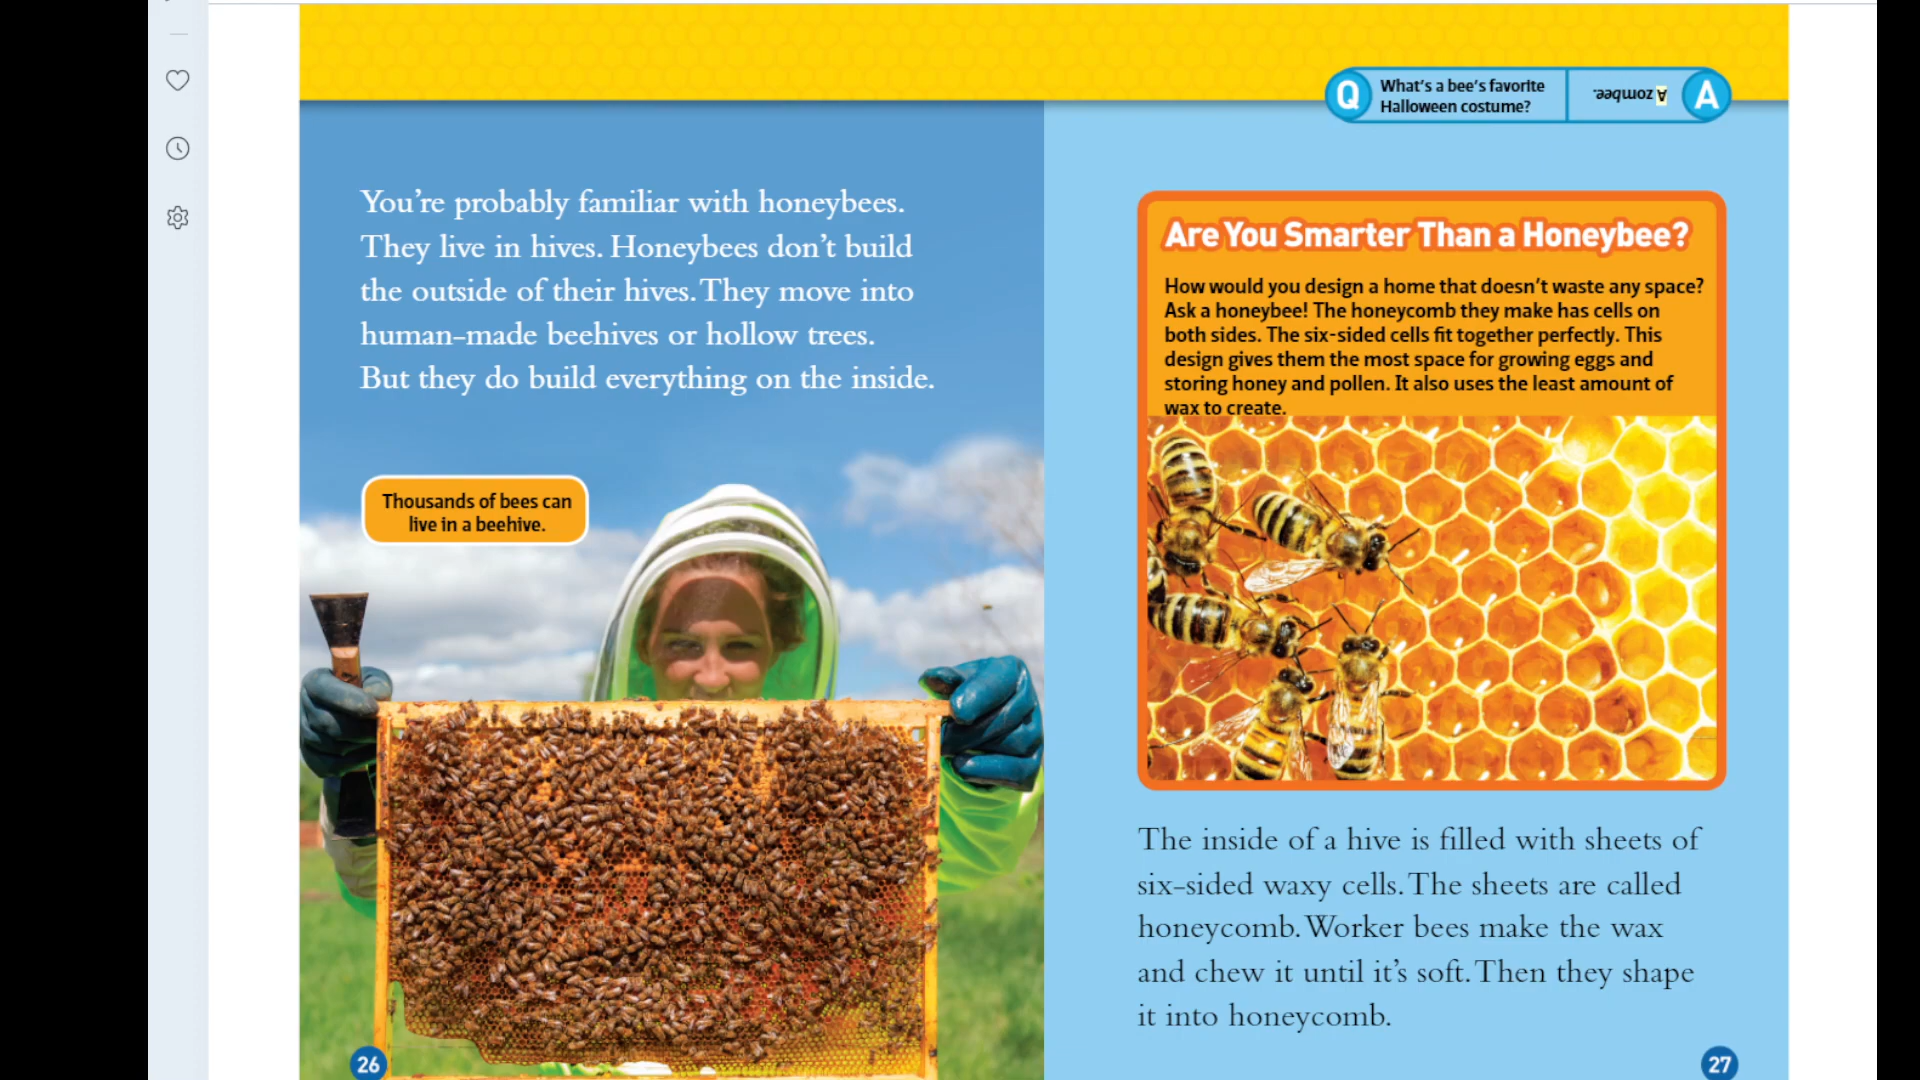 Q What's a bee's favorite
Halloween costume?
A zombee. A
You're probably familiar with honeybees.
They live in hives. Honeybees don't build
the outside of their hives. They move into
human-made beehives or hollow trees.
But they do build everything on the inside.
Thousands of bees can
live in a beehive.
26
Are You Smarter Than a Honeybee?
How would you design a home that doesn't waste any space?
Ask a honeybee! The honeycomb they make has cells on
both sides. The six-sided cells fit together perfectly. This
design gives them the most space for growing eggs and
storing honey and pollen. It also uses the least amount of
wax to create.
The inside of a hive is filled with sheets of
six-sided waxy cells. The sheets are called
honeycomb. Worker bees make the wax
and chew it until it's soft. Then they shape
it into honeycomb.
27